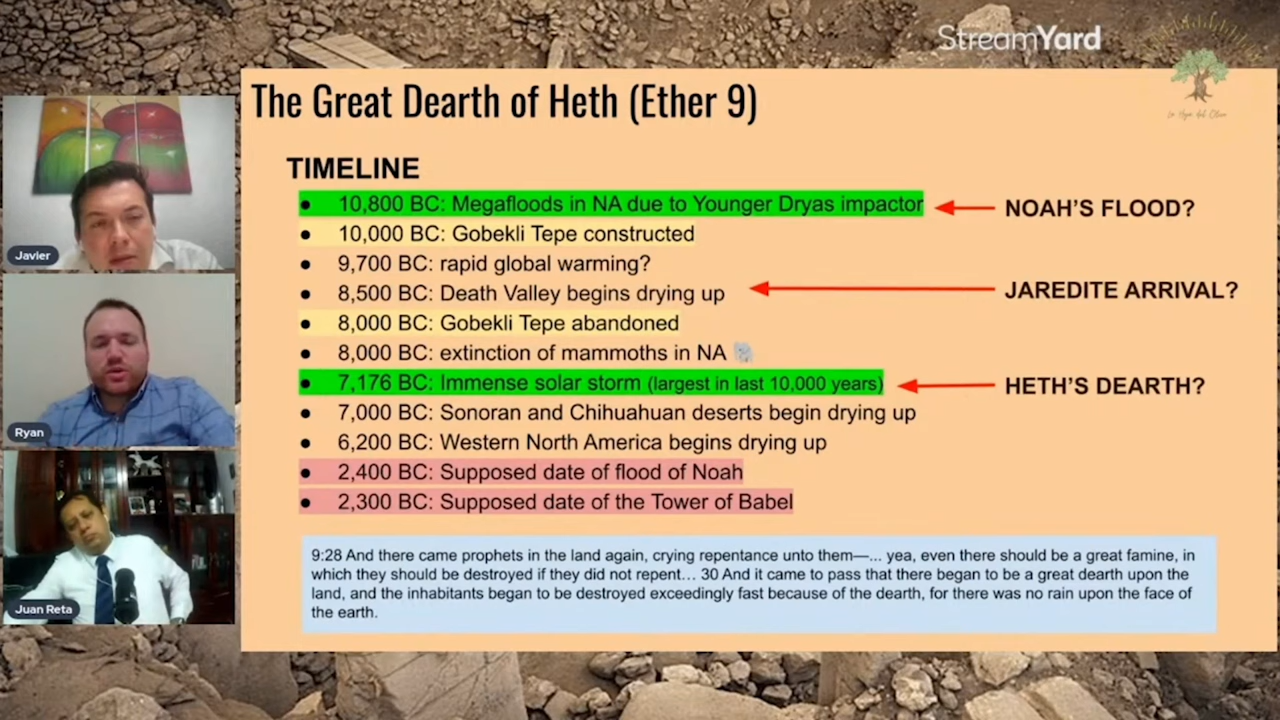 StreamYard
The Great Dearth of Heth (Ether 9)
TIMELINE
● 10,800 BC: Megafloods in NA due to Younger Dryas impactor
NOAH'S FLOOD?
● 10,000 BC: Gobekli Tepe constructed
● 9,700 BC: rapid global warming?
● 8,500 BC: Death Valley begins drying up
JAREDITE ARRIVAL?
● 8,000 BC: Gobekli Tepe abandoned
● 8,000 BC: extinction of mammoths in NA
● 7,176 BC: Immense solar storm (largest in last 10,000 years)
HETH'S DEARTH?
● 7,000 BC: Sonoran and Chihuahuan deserts begin drying up
● 6,200 BC: Western North America begins drying up
● 2,400 BC: Supposed date of flood of Noah
● 2,300 BC: Supposed date of the Tower of Babel
9:28 And there came prophets in the land again, crying repentance unto them—... yea, even there should be a great famine, in
which they should be destroyed if they did not repent... 30 And it came to pass that there began to be a great dearth upon the
land, and the inhabitants began to be destroyed exceedingly fast because of the dearth, for there was no rain upon the face of
the earth.
Javier
Ryan
Juan Reta